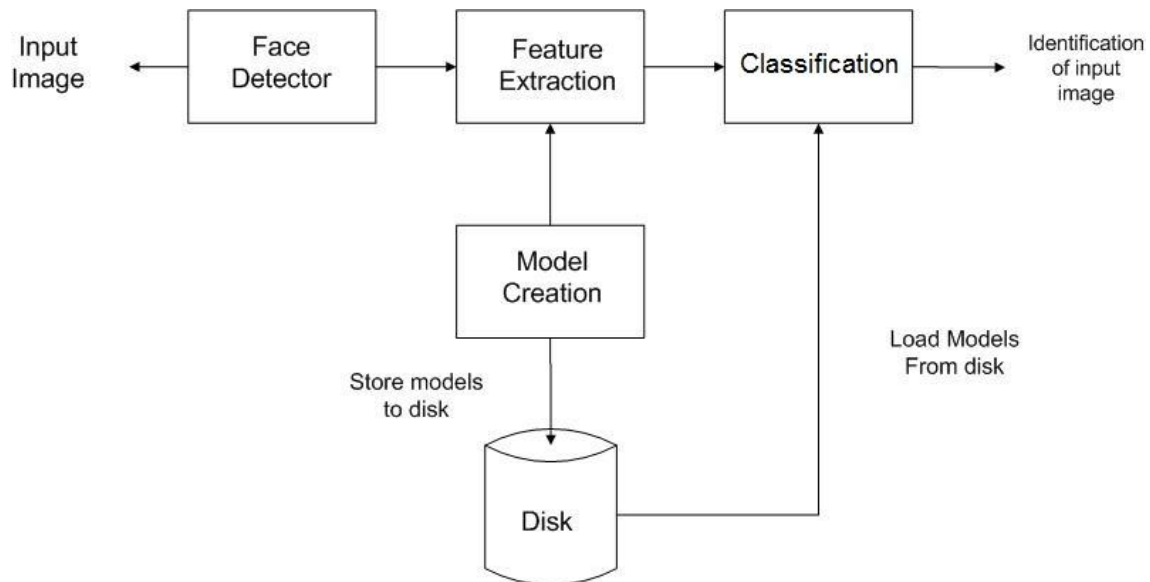 Input
Image
Face
Detector
Feature
Extraction
Classification
Identification
of input
image
Model
Creation
Store models
to disk
Load Models
From disk
Disk